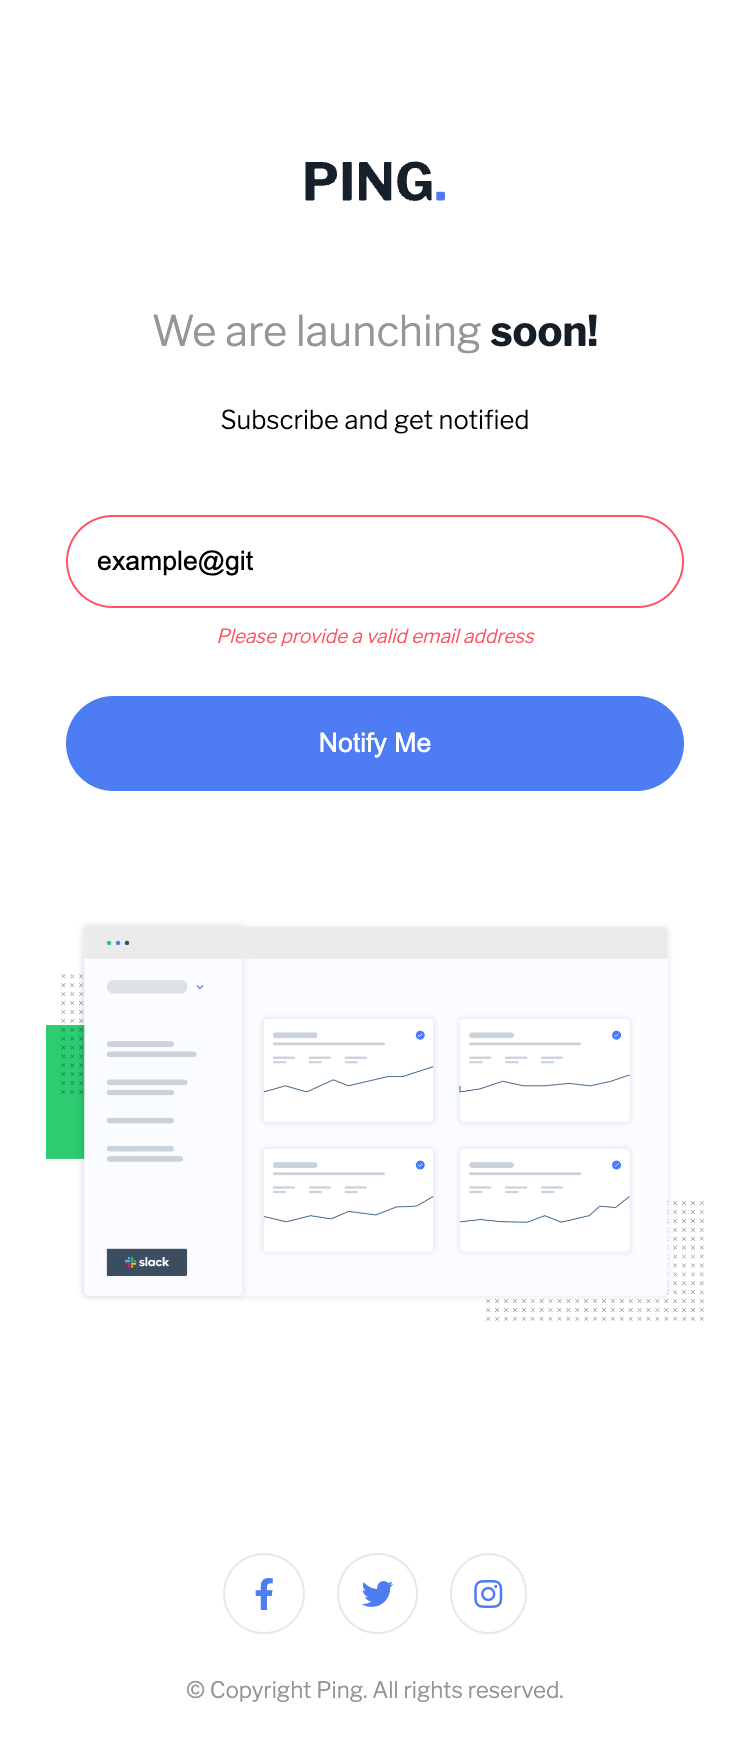 PING.
We are launching soon!
Subscribe and get notified
example@git
Please provide a valid email address
Notify Me
slack
© Copyright Ping. All rights reserved.